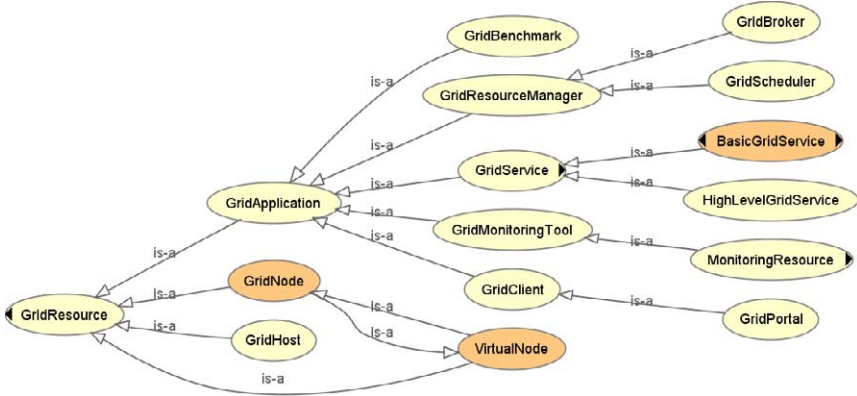 GridBenchmark
GridBroker
is-a
is-a
GridScheduler
GridResourceManager
is-a
is-a
BasicGridService
is-a
GridService
is-a
is-a
GridApplication
HighLevelGridService
is-a
GridMonitoringTool
is-a
is-a
MonitoringResource
is-a
GridNode
GridClient
is-a
is-a
is-a
GridResource
GridPortal
is-a
is-a
GridHost
VirtualNode
is-a